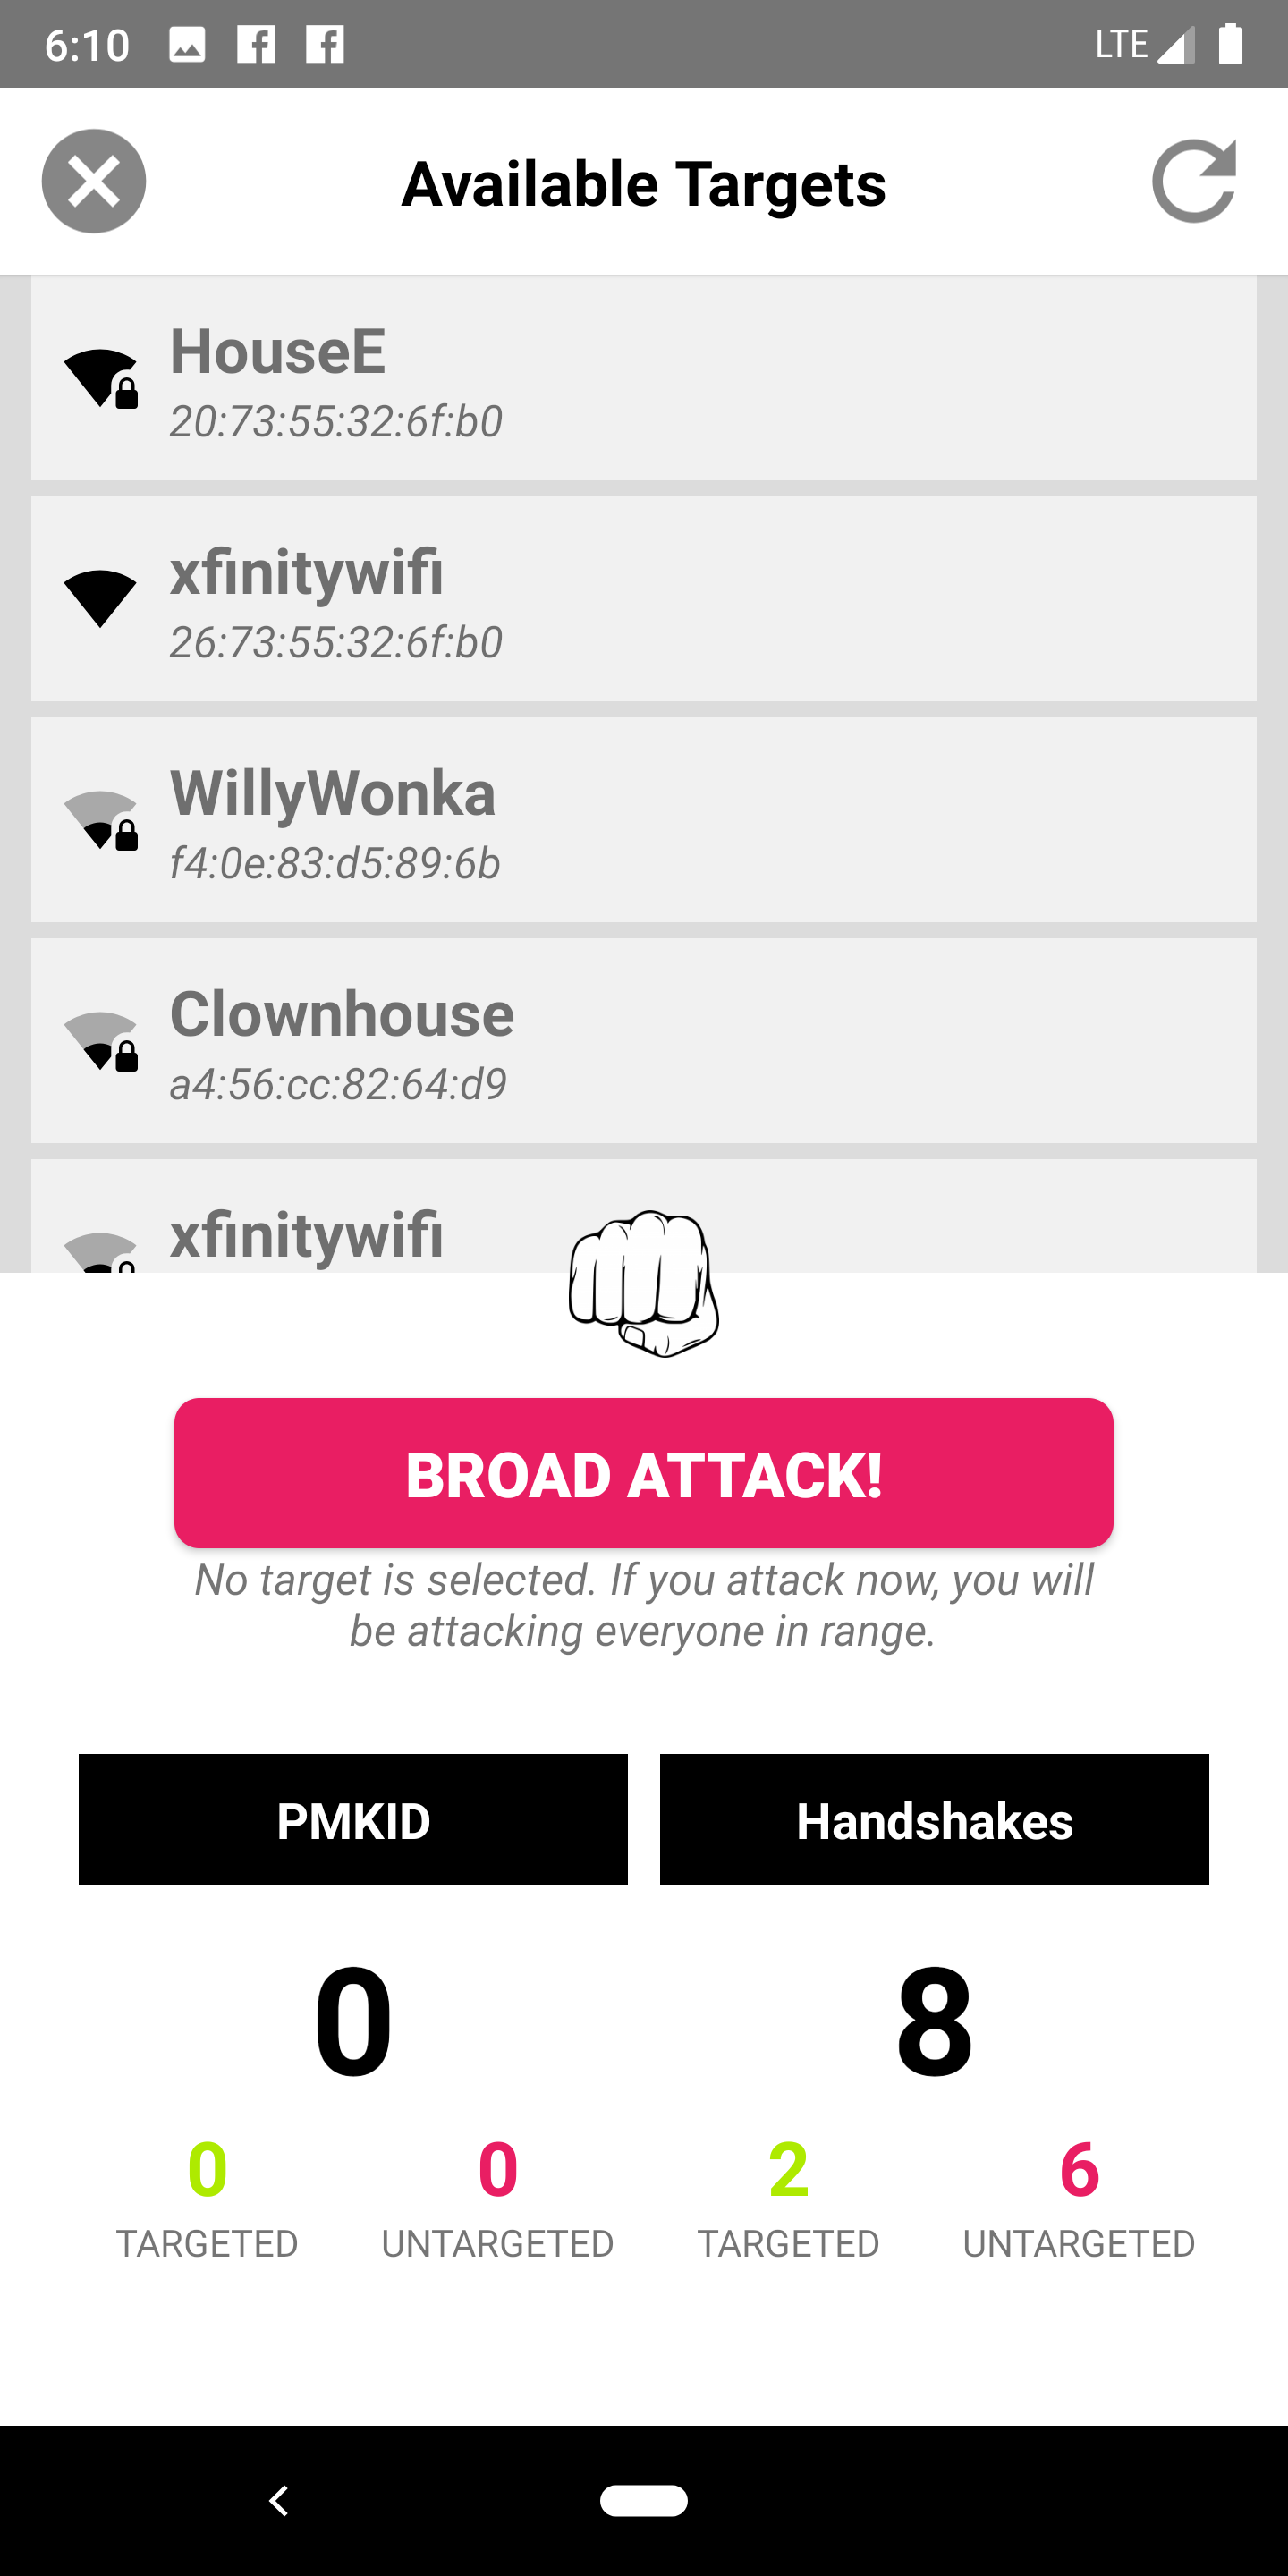 6:10 LTE
Available Targets
HouseE
20:73:55:32:6f:b0
xfinitywifi
26:73:55:32:6f:b0
WillyWonka
f4:0e:83:d5:89:6b
Clownhouse
a4:56:cc:82:64:d9
xfinitywifi
BROAD ATTACK!
No target is selected. If you attack now, you will
be attacking everyone in range.
PMKID Handshakes
0 8
0 0 2 6
TARGETED UNTARGETED TARGETED UNTARGETED